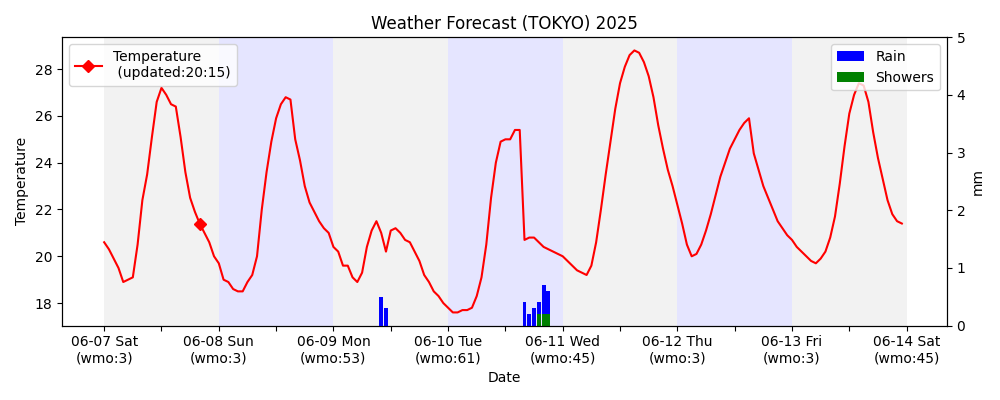 Weather Forecast (TOKYO) 2025
Temperature
(updated:20:15)
Rain
Showers
Temperature
28
26
24
22
20
18
5
4
3
2
1
0
mm
06-07 Sat 06-08 Sun 06-09 Mon 06-10 Tue 06-11 Wed 06-12 Thu 06-13 Fri 06-14 Sat
(wmo:3) (wmo:3) (wmo:53) (wmo:61) (wmo:45) (wmo:3) (wmo:3) (wmo:45)
Date